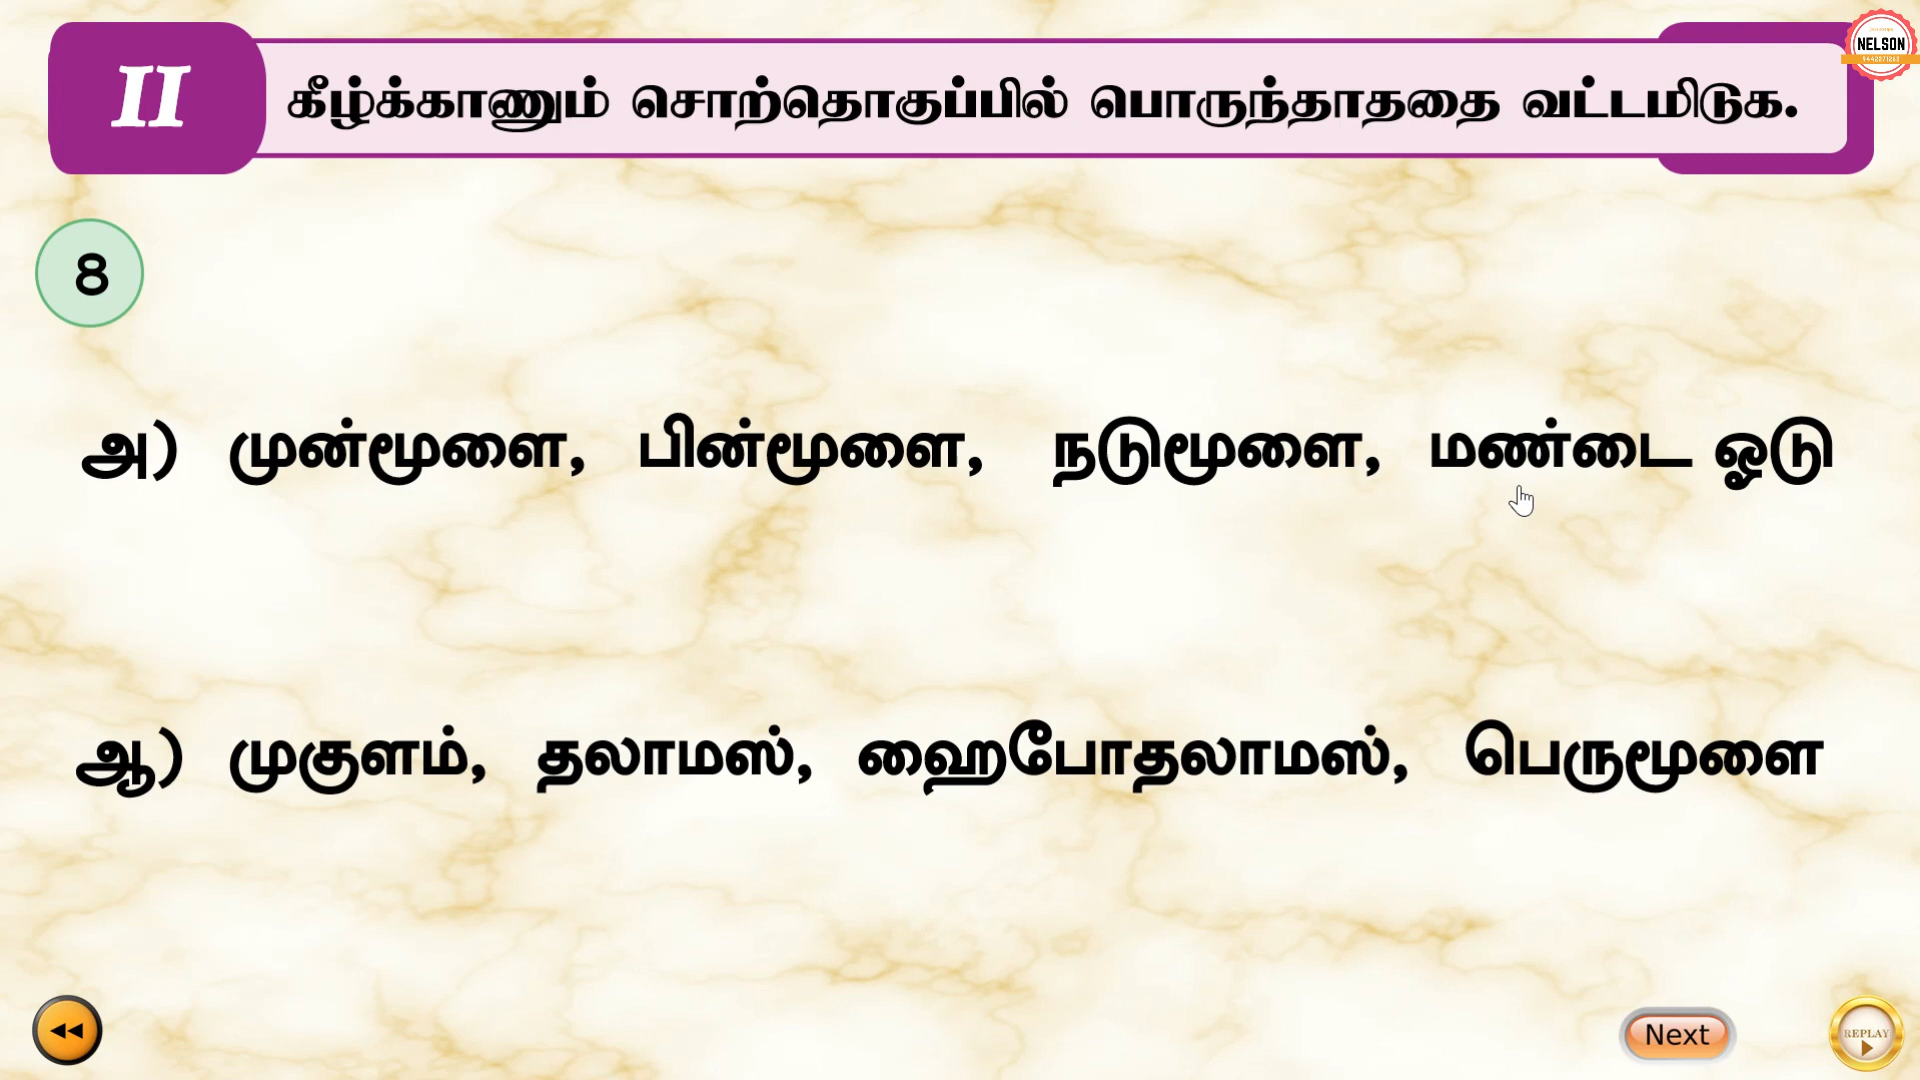 NELSON
II கீழ்க்காணும் சொற்தொகுப்பில் பொருந்தாததை வட்டமிடுக.
8
அ) முன்மூளை, பின்மூளை, நடுமூளை, மண்டை ஓடு
ஆ) முகுளம், தலாமஸ், ஹைபோதலாமஸ், பெருமூளை
Next
REPLAY